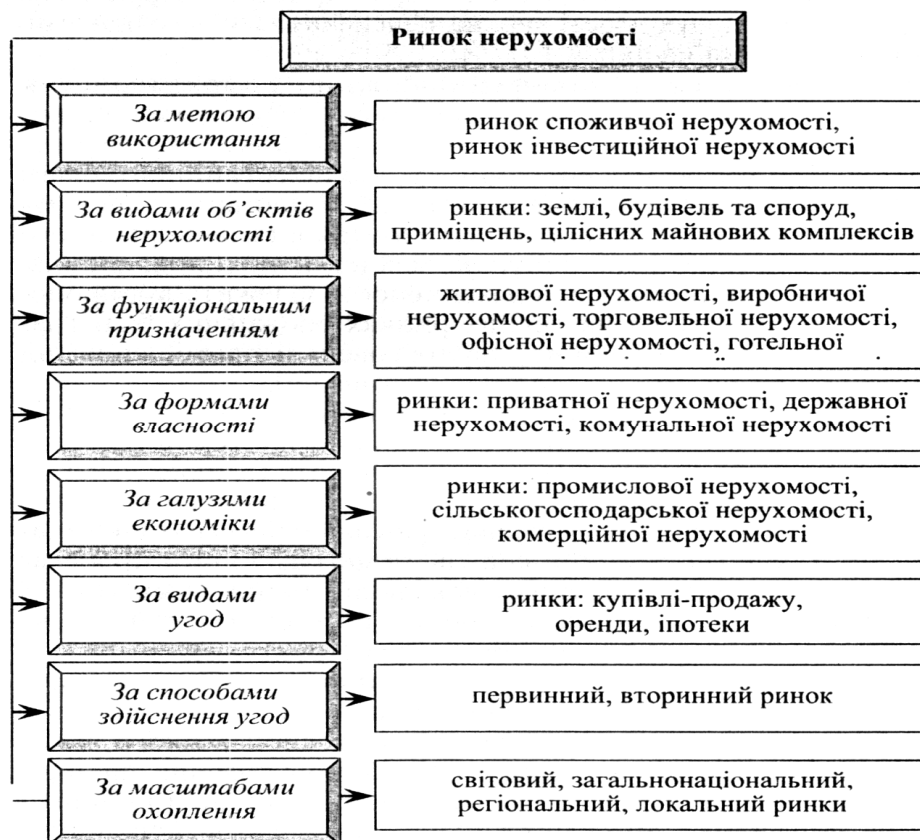 Ринок нерухомості
За метою
використання
ринок споживчої нерухомості,
ринок інвестиційної нерухомості
За видами об’єктів
нерухомості
ринки: землі, будівель та споруд,
приміщень, цілісних майнових комплексів
За функціональним
призначенням
житлової нерухомості, виробничої
нерухомості, торговельної нерухомості,
офісної нерухомості, готельної
За формами
власності
ринки: приватної нерухомості, державної
нерухомості, комунальної нерухомості
За галузями
економіки
ринки: промислової нерухомості,
сільськогосподарської нерухомості,
комерційної нерухомості
За видами
угод
ринки: купівлі-продажу,
оренди, іпотеки
За способами
здійснення угод
первинний, вторинний ринок
За масштабами
охоплення
світовий, загальнонаціональний,
регіональний, локальний ринки